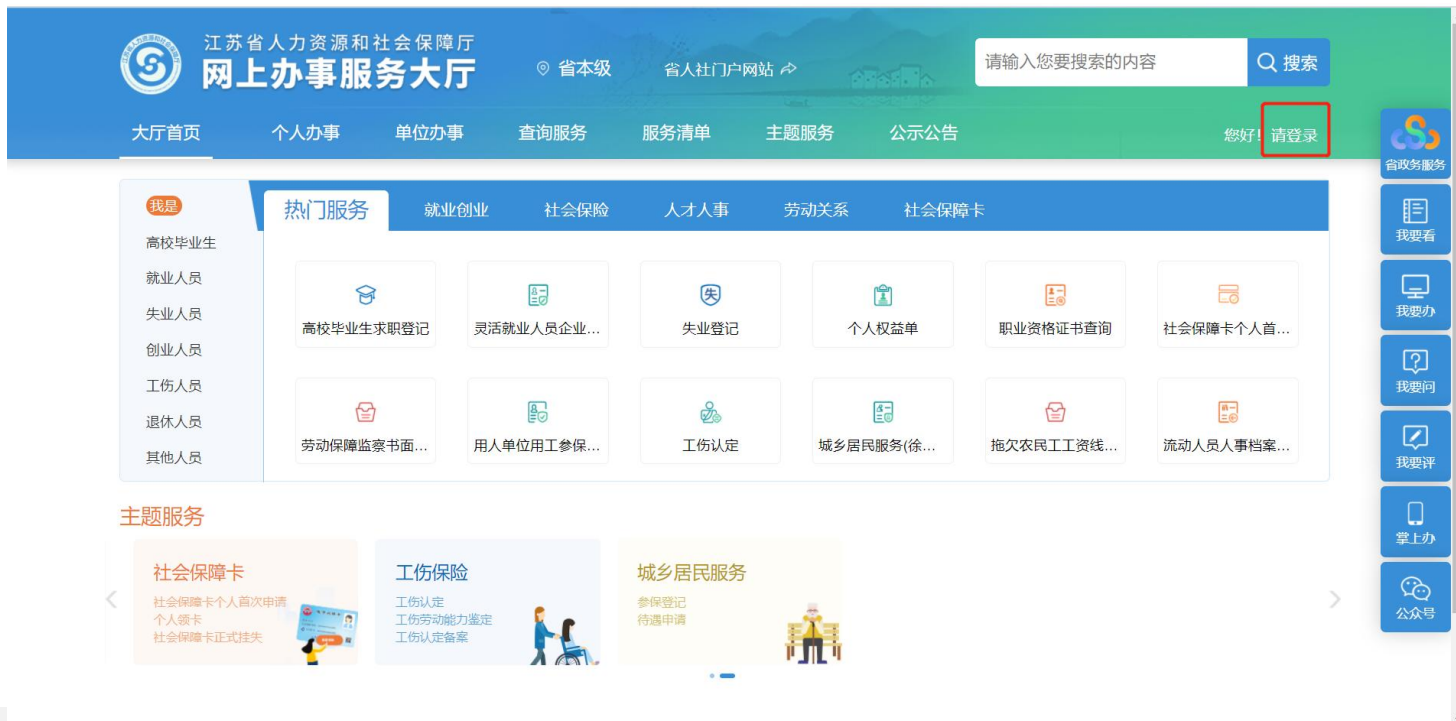 江苏省人力资源和社会保障厅
网上办事服务大厅
省本级
省人社门户网站
请输入您要搜索的内容
搜索
大厅首页
个人办事
单位办事
查询服务
服务清单
主题服务
公示公告
您好! 请登录
我是
高校毕业生
就业人员
失业人员
创业人员
工伤人员
退休人员
其他人员
热门服务
就业创业
社会保险
人才人事
劳动关系
社会保障卡
高校毕业生求职登记
灵活就业人员企业...
失
失业登记
个人权益单
职业资格证书查询
社会保障卡个人首...
劳动保障监察书面...
用人单位用工参保...
工伤认定
城乡居民服务(徐...
拖欠农民工工资线...
流动人员人事档案...
主题服务
社会保障卡
社会保障卡个人首次申请
个人领卡
社会保障卡正式挂失
工伤保险
工伤认定
工伤劳动能力鉴定
工伤认定备案
城乡居民服务
参保登记
待遇申请
省政务服务
我要看
我要办
我要问
我要评
掌上办
公众号